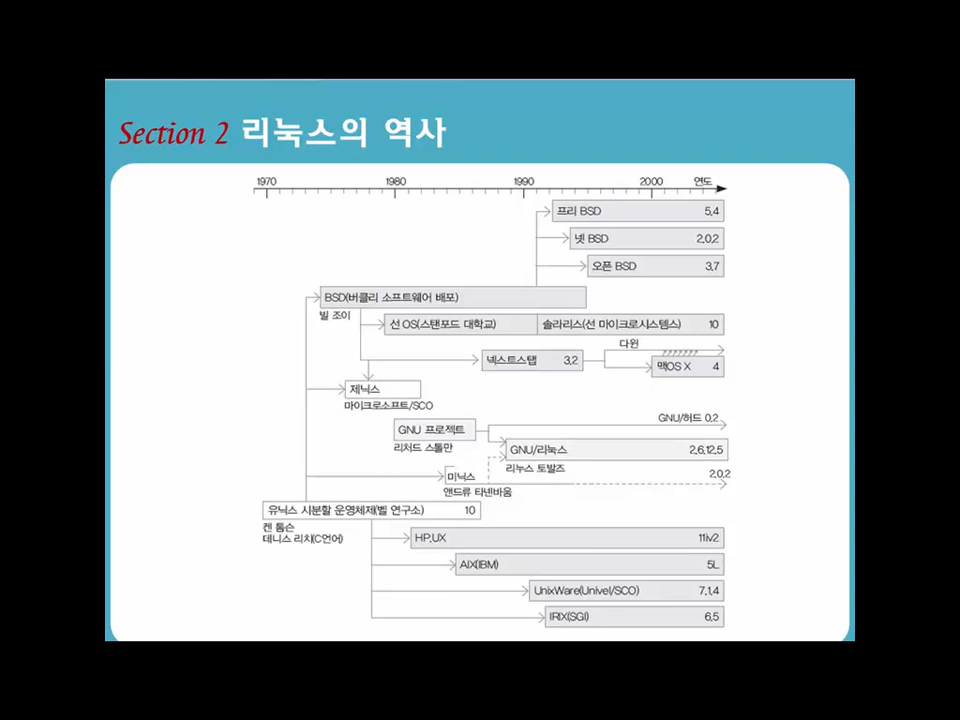 Section 2 리눅스의 역사
1970 1980 1990 2000 연도
프리 BSD 5.4
넷 BSD 2.0.2
오픈 BSD 3.7
BSD(버클리 소프트웨어 배포)
빌 조이
선 OS(스탠포드 대학교) 솔라리스(선 마이크로시스템스) 10
다윈
넥스트스탭 3.2
맥OS X 4
제닉스
마이크로소프트/SCO
GNU/허드 0.2
GNU 프로젝트
리처드 스톨만
GNU/리눅스 2.6.12.5
리누스 토발즈
미닉스 2.0.2
앤드류 타넨바움
유닉스 시분할 운영체제(벨 연구소) 10
켄 톰슨
데니스 리치(C언어)
HP.UX 11iv2
AIX(IBM) 5L
UnixWare(Univel/SCO) 7.1.4
IRIX(SGI) 6.5